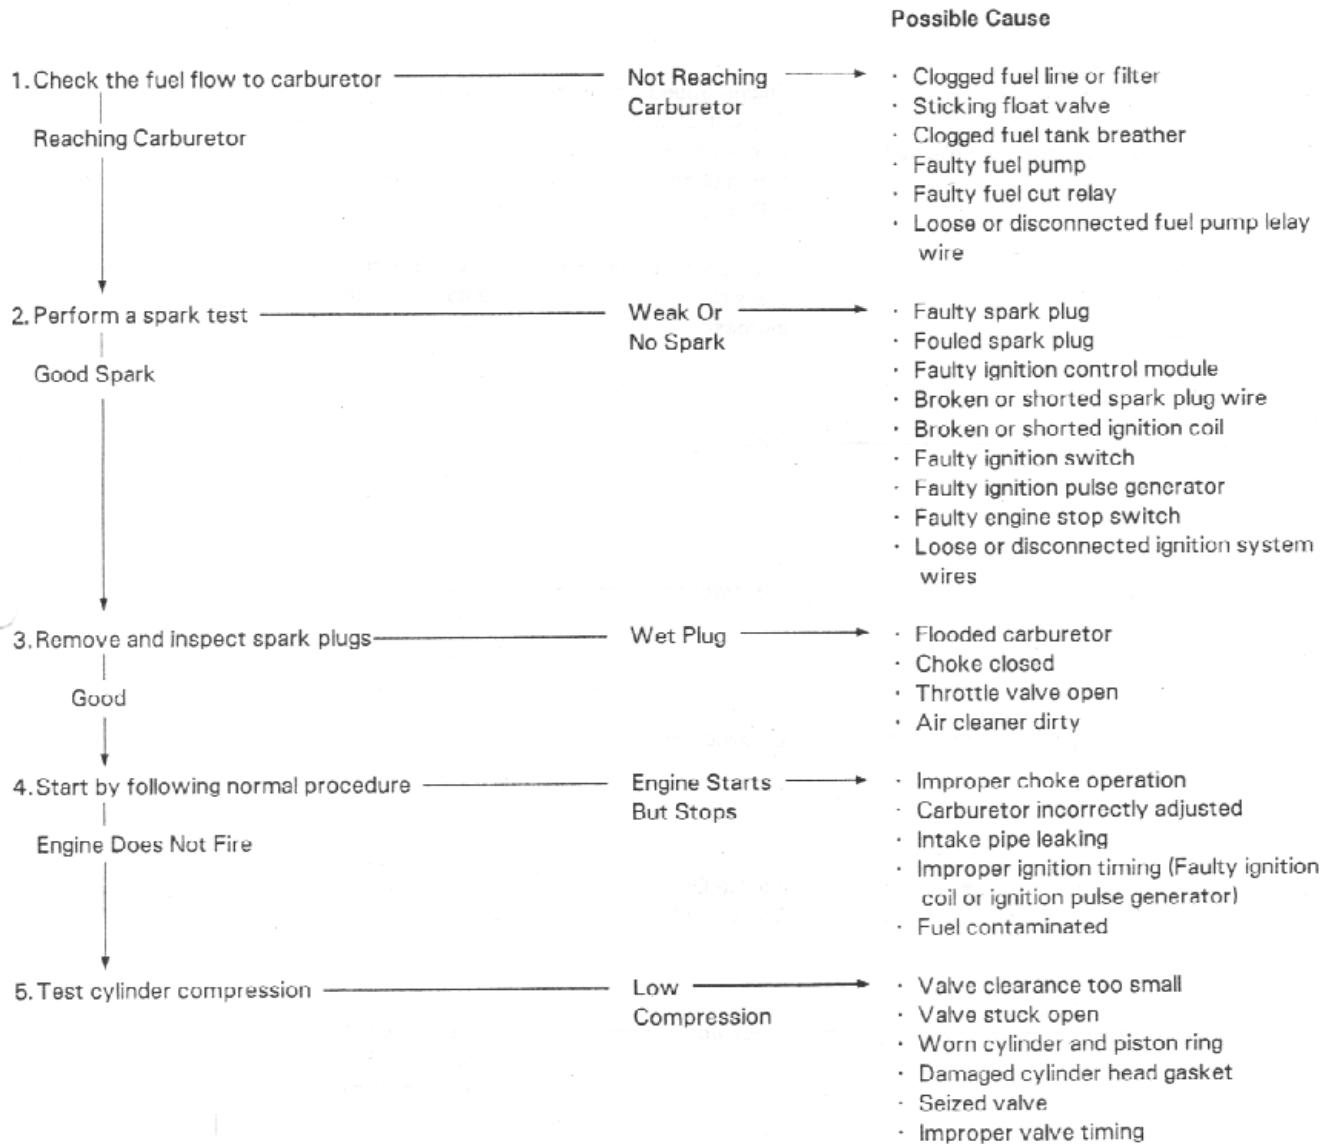 Possible Cause
1. Check the fuel flow to carburetor
Not Reaching
Carburetor
· Clogged fuel line or filter
· Sticking float valve
· Clogged fuel tank breather
· Faulty fuel pump
· Faulty fuel cut relay
· Loose or disconnected fuel pump lelay
wire
Reaching Carburetor
2. Perform a spark test
Weak Or
No Spark
· Faulty spark plug
· Fouled spark plug
· Faulty ignition control module
· Broken or shorted spark plug wire
· Broken or shorted ignition coil
· Faulty ignition switch
· Faulty ignition pulse generator
· Faulty engine stop switch
· Loose or disconnected ignition system
wires
Good Spark
3. Remove and inspect spark plugs
Wet Plug
· Flooded carburetor
· Choke closed
· Throttle valve open
· Air cleaner dirty
Good
4. Start by following normal procedure
Engine Starts
But Stops
· Improper choke operation
· Carburetor incorrectly adjusted
· Intake pipe leaking
· Improper ignition timing (Faulty ignition
coil or ignition pulse generator)
· Fuel contaminated
Engine Does Not Fire
5. Test cylinder compression
Low
Compression
· Valve clearance too small
· Valve stuck open
· Worn cylinder and piston ring
· Damaged cylinder head gasket
· Seized valve
· Improper valve timing